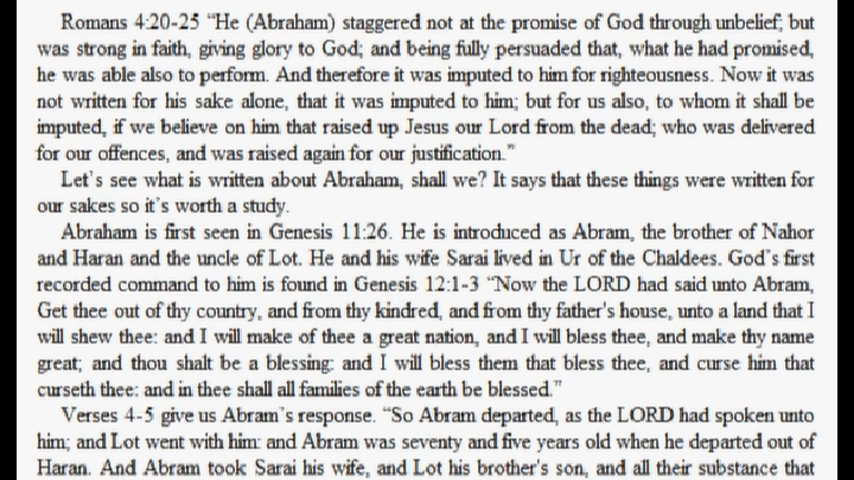 Romans 4:20-25 “He (Abraham) staggered not at the promise of God through unbelief; but
was strong in faith, giving glory to God; and being fully persuaded that, what he had promised,
he was able also to perform. And therefore it was imputed to him for righteousness. Now it was
not written for his sake alone, that it was imputed to him; but for us also, to whom it shall be
imputed, if we believe on him that raised up Jesus our Lord from the dead; who was delivered
for our offences, and was raised again for our justification.”
Let’s see what is written about Abraham, shall we? It says that these things were written for
our sakes so it’s worth a study.
Abraham is first seen in Genesis 11:26. He is introduced as Abram, the brother of Nahor
and Haran and the uncle of Lot. He and his wife Sarai lived in Ur of the Chaldees. God’s first
recorded command to him is found in Genesis 12:1-3 “Now the LORD had said unto Abram,
Get thee out of thy country, and from thy kindred, and from thy father's house, unto a land that I
will shew thee: and I will make of thee a great nation, and I will bless thee, and make thy name
great; and thou shalt be a blessing: and I will bless them that bless thee, and curse him that
curseth thee: and in thee shall all families of the earth be blessed.”
Verses 4-5 give us Abram’s response. “So Abram departed, as the LORD had spoken unto
him; and Lot went with him: and Abram was seventy and five years old when he departed out of
Haran. And Abram took Sarai his wife, and Lot his brother's son, and all their substance that